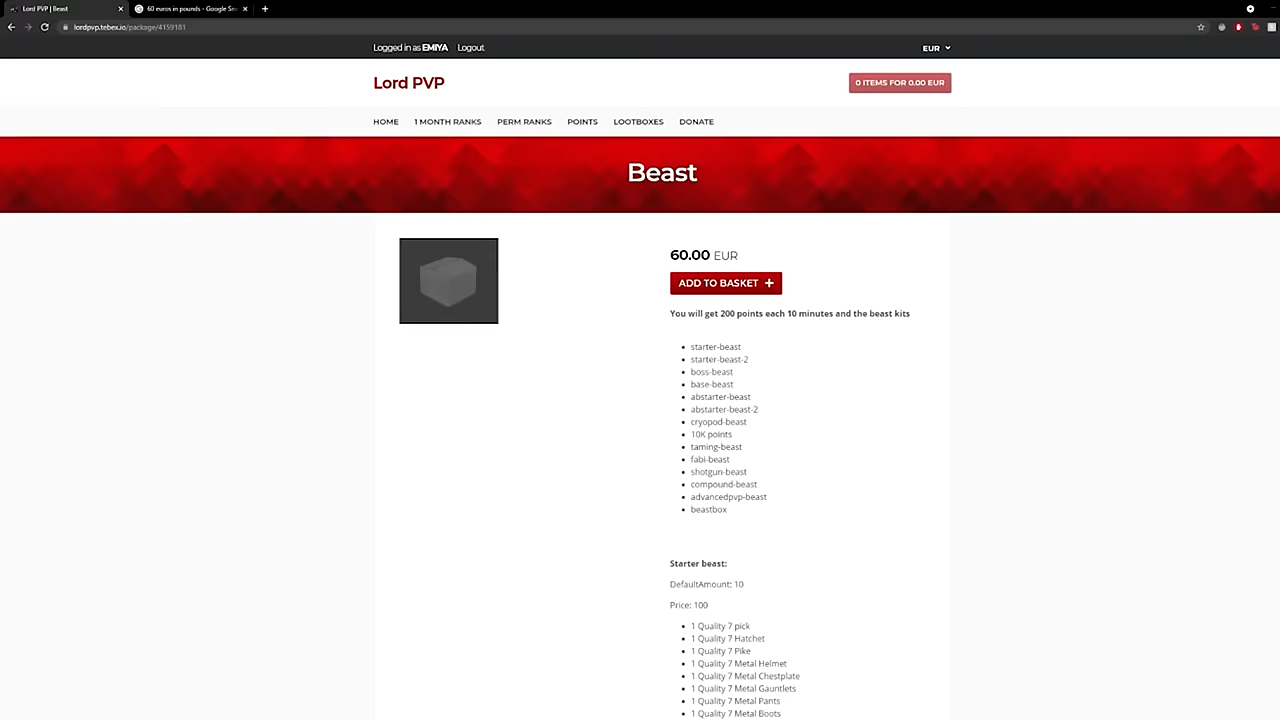 Lord PVP | Beast
60 euros in pounds - Google Se
lordpvp.tebex.io/package/4159181
Logged in as EMIYA Logout
EUR
Lord PVP
0 ITEMS FOR 0.00 EUR
HOME 1 MONTH RANKS PERM RANKS POINTS LOOTBOXES DONATE
Beast
60.00 EUR
ADD TO BASKET +
You will get 200 points each 10 minutes and the beast kits
starter-beast
starter-beast-2
boss-beast
base-beast
abstarter-beast
abstarter-beast-2
cryopod-beast
10K points
taming-beast
fabi-beast
shotgun-beast
compound-beast
advancedpvp-beast
beastbox
Starter beast:
DefaultAmount: 10
Price: 100
1 Quality 7 pick
1 Quality 7 Hatchet
1 Quality 7 Pike
1 Quality 7 Metal Helmet
1 Quality 7 Metal Chestplate
1 Quality 7 Metal Gauntlets
1 Quality 7 Metal Pants
1 Quality 7 Metal Boots